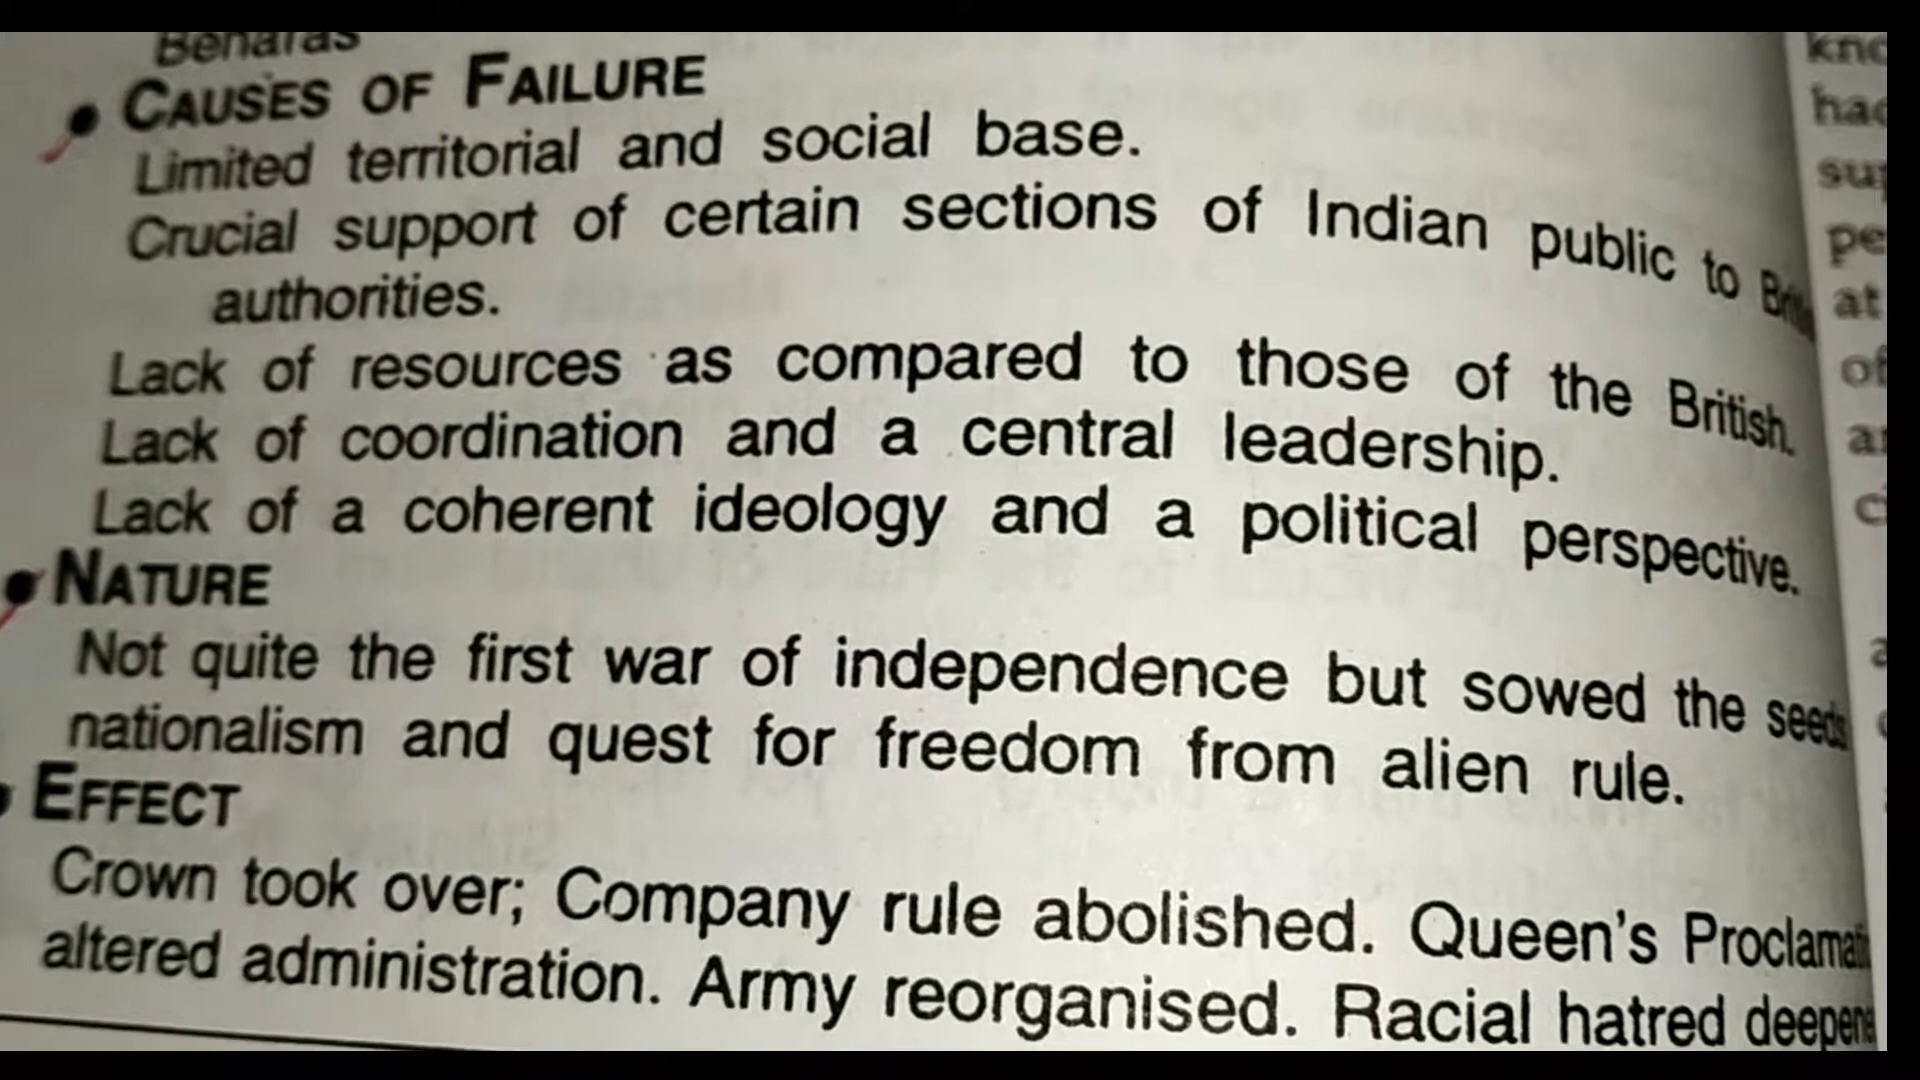 Benaras
CAUSES OF FAILURE
Limited territorial and social base.
Crucial support of certain sections of Indian public to
authorities.
Lack of resources as compared to those of the British.
Lack of coordination and a central leadership.
Lack of a coherent ideology and a political perspective.
NATURE
Not quite the first war of independence but sowed the seeds
nationalism and quest for freedom from alien rule.
EFFECT
Crown took over; Company rule abolished. Queen's
altered administration. Army reorganised. Racial hatred
at